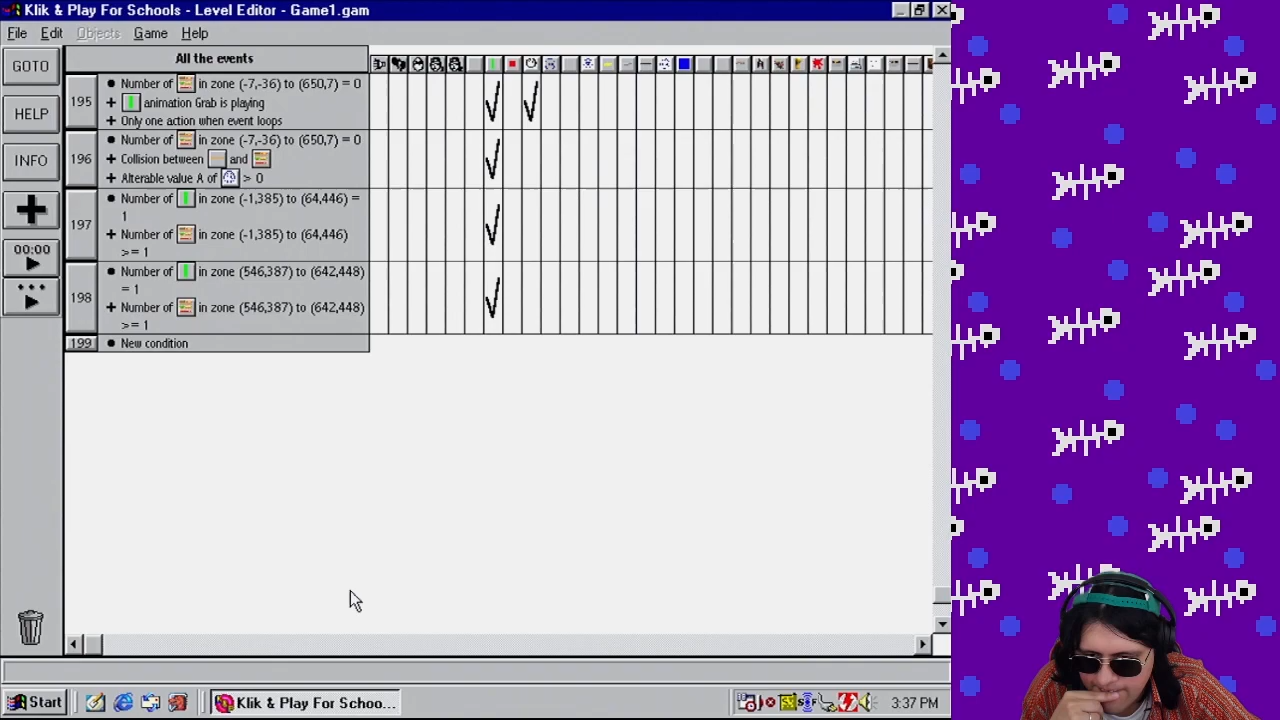 Klik & Play For Schools - Level Editor - Game1.gam
File Edit Objects Game Help
GOTO
HELP
INFO
00:00
All the events
195
Number of in zone (-7,-36) to (650,7) = 0
+ animation Grab is playing
+ Only one action when event loops
196
Number of in zone (-7,-36) to (650,7) = 0
+ Collision between and
+ Alterable value A of > 0
197
Number of in zone (-1,385) to (64,446) =
1
+ Number of in zone (-1,385) to (64,446)
>= 1
198
Number of in zone (546,387) to (642,448)
= 1
+ Number of in zone (546,387) to (642,448)
>= 1
199
New condition
Start
Klik & Play For Schoo...
3:37 PM